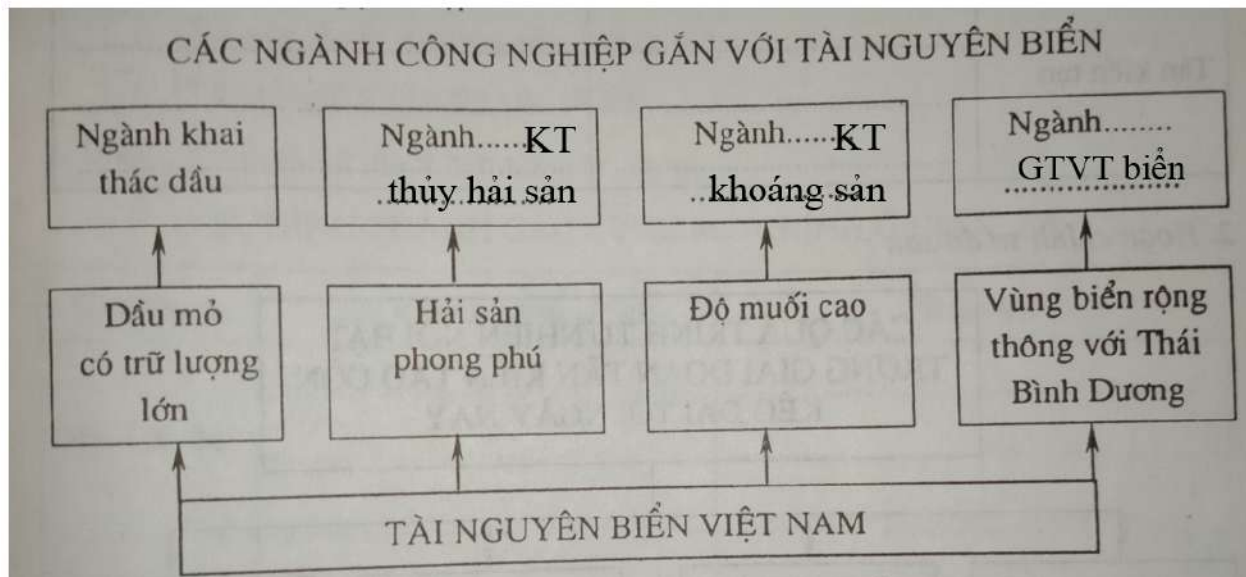 CÁC NGÀNH CÔNG NGHIỆP GẮN VỚI TÀI NGUYÊN BIỂN
Ngành khai
thác dầu
Ngành......KT
thủy hải sản
Ngành......KT
khoáng sản
Ngành........
GTVT biển
Dầu mỏ
có trữ lượng
lớn
Hải sản
phong phú
Độ muối cao
Vùng biển rộng
thông với Thái
Bình Dương
TÀI NGUYÊN BIỂN VIỆT NAM